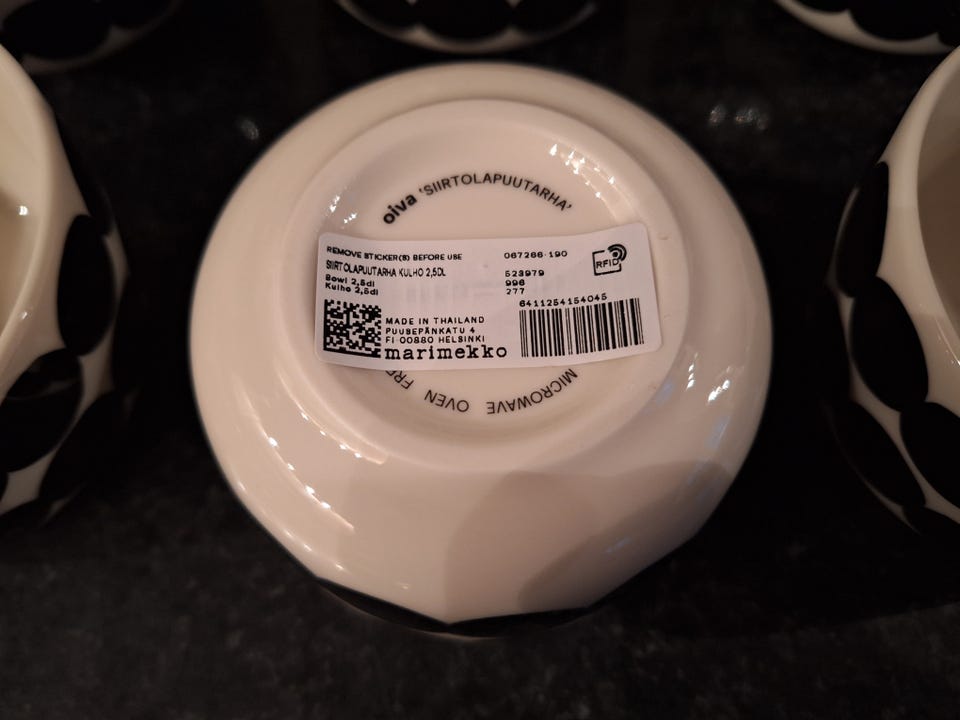 oiva 'SIIRTOLAPUUTARHA'
REMOVE STICKER(S) BEFORE USE
067266-190
SIIRTOLAPUUTARHA KULHO 2,5DL
Bowl 2,5dl
Kulho 2,5dl
523979
996
277
RFID
6411254154045
MADE IN THAILAND
PUUSEPÄNKATU 4
FI 00880 HELSINKI
marimekko
MICROWAVE OVEN FRE